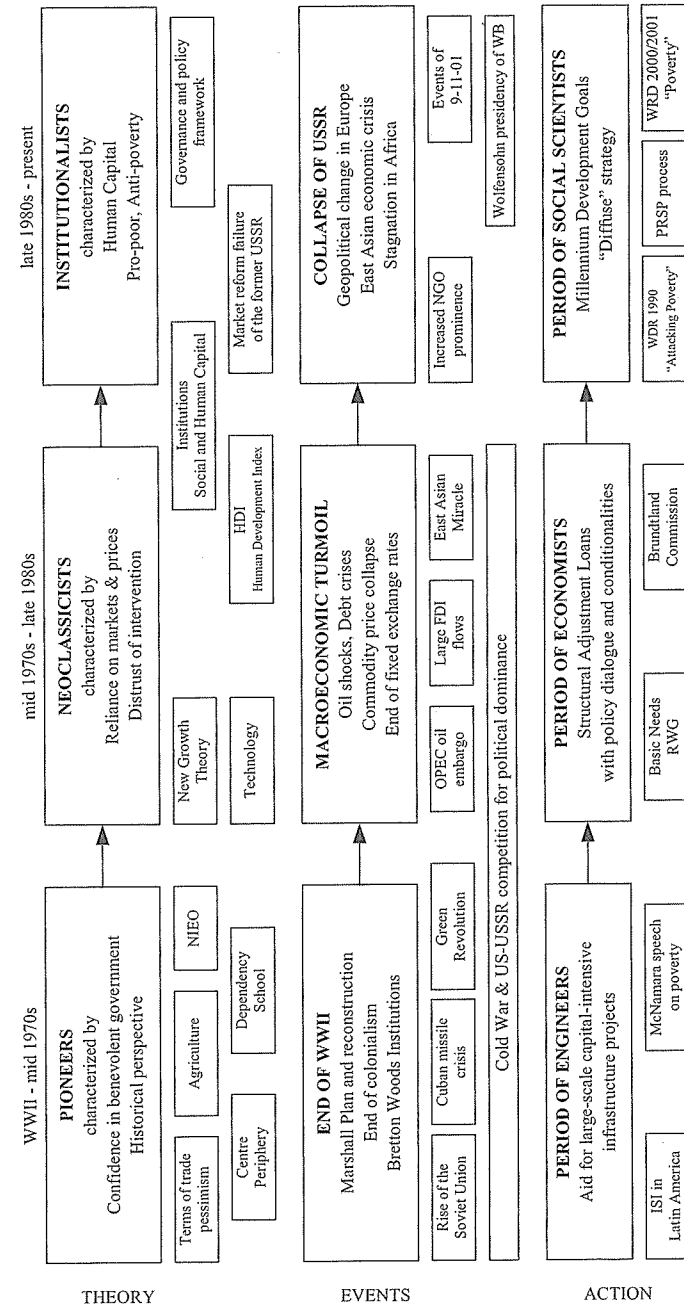 WWII - mid 1970s
mid 1970s - late 1980s
late 1980s - present
THEORY
PIONEERS
characterized by
Confidence in benevolent government
Historical perspective
NEOCLASSICISTS
characterized by
Reliance on markets & prices
Distrust of intervention
INSTITUTIONALISTS
characterized by
Human Capital
Pro-poor, Anti-poverty
Terms of trade
pessimism
Agriculture
NIEO
New Growth
Theory
Institutions
Social and Human Capital
Governance and policy
framework
Centre
Periphery
Dependency
School
Technology
HDI
Human Development Index
Market reform failure
of the former USSR
EVENTS
END OF WWII
Marshall Plan and reconstruction
End of colonialism
Bretton Woods Institutions
MACROECONOMIC TURMOIL
Oil shocks, Debt crises
Commodity price collapse
End of fixed exchange rates
COLLAPSE OF USSR
Geopolitical change in Europe
East Asian economic crisis
Stagnation in Africa
Rise of the
Soviet Union
Cuban missile
crisis
Green
Revolution
OPEC oil
embargo
Large FDI
flows
East Asian
Miracle
Increased NGO
prominence
Events of
9-11-01
Cold War & US-USSR competition for political dominance
Wolfensohn presidency of WB
ACTION
PERIOD OF ENGINEERS
Aid for large-scale capital-intensive
infrastructure projects
PERIOD OF ECONOMISTS
Structural Adjustment Loans
with policy dialogue and conditionalities
PERIOD OF SOCIAL SCIENTISTS
Millennium Development Goals
"Diffuse" strategy
ISI in
Latin America
McNamara speech
on poverty
Basic Needs
RWG
Brundtland
Commission
WDR 1990
"Attacking Poverty"
PRSP process
WRD 2000/2001
"Poverty"